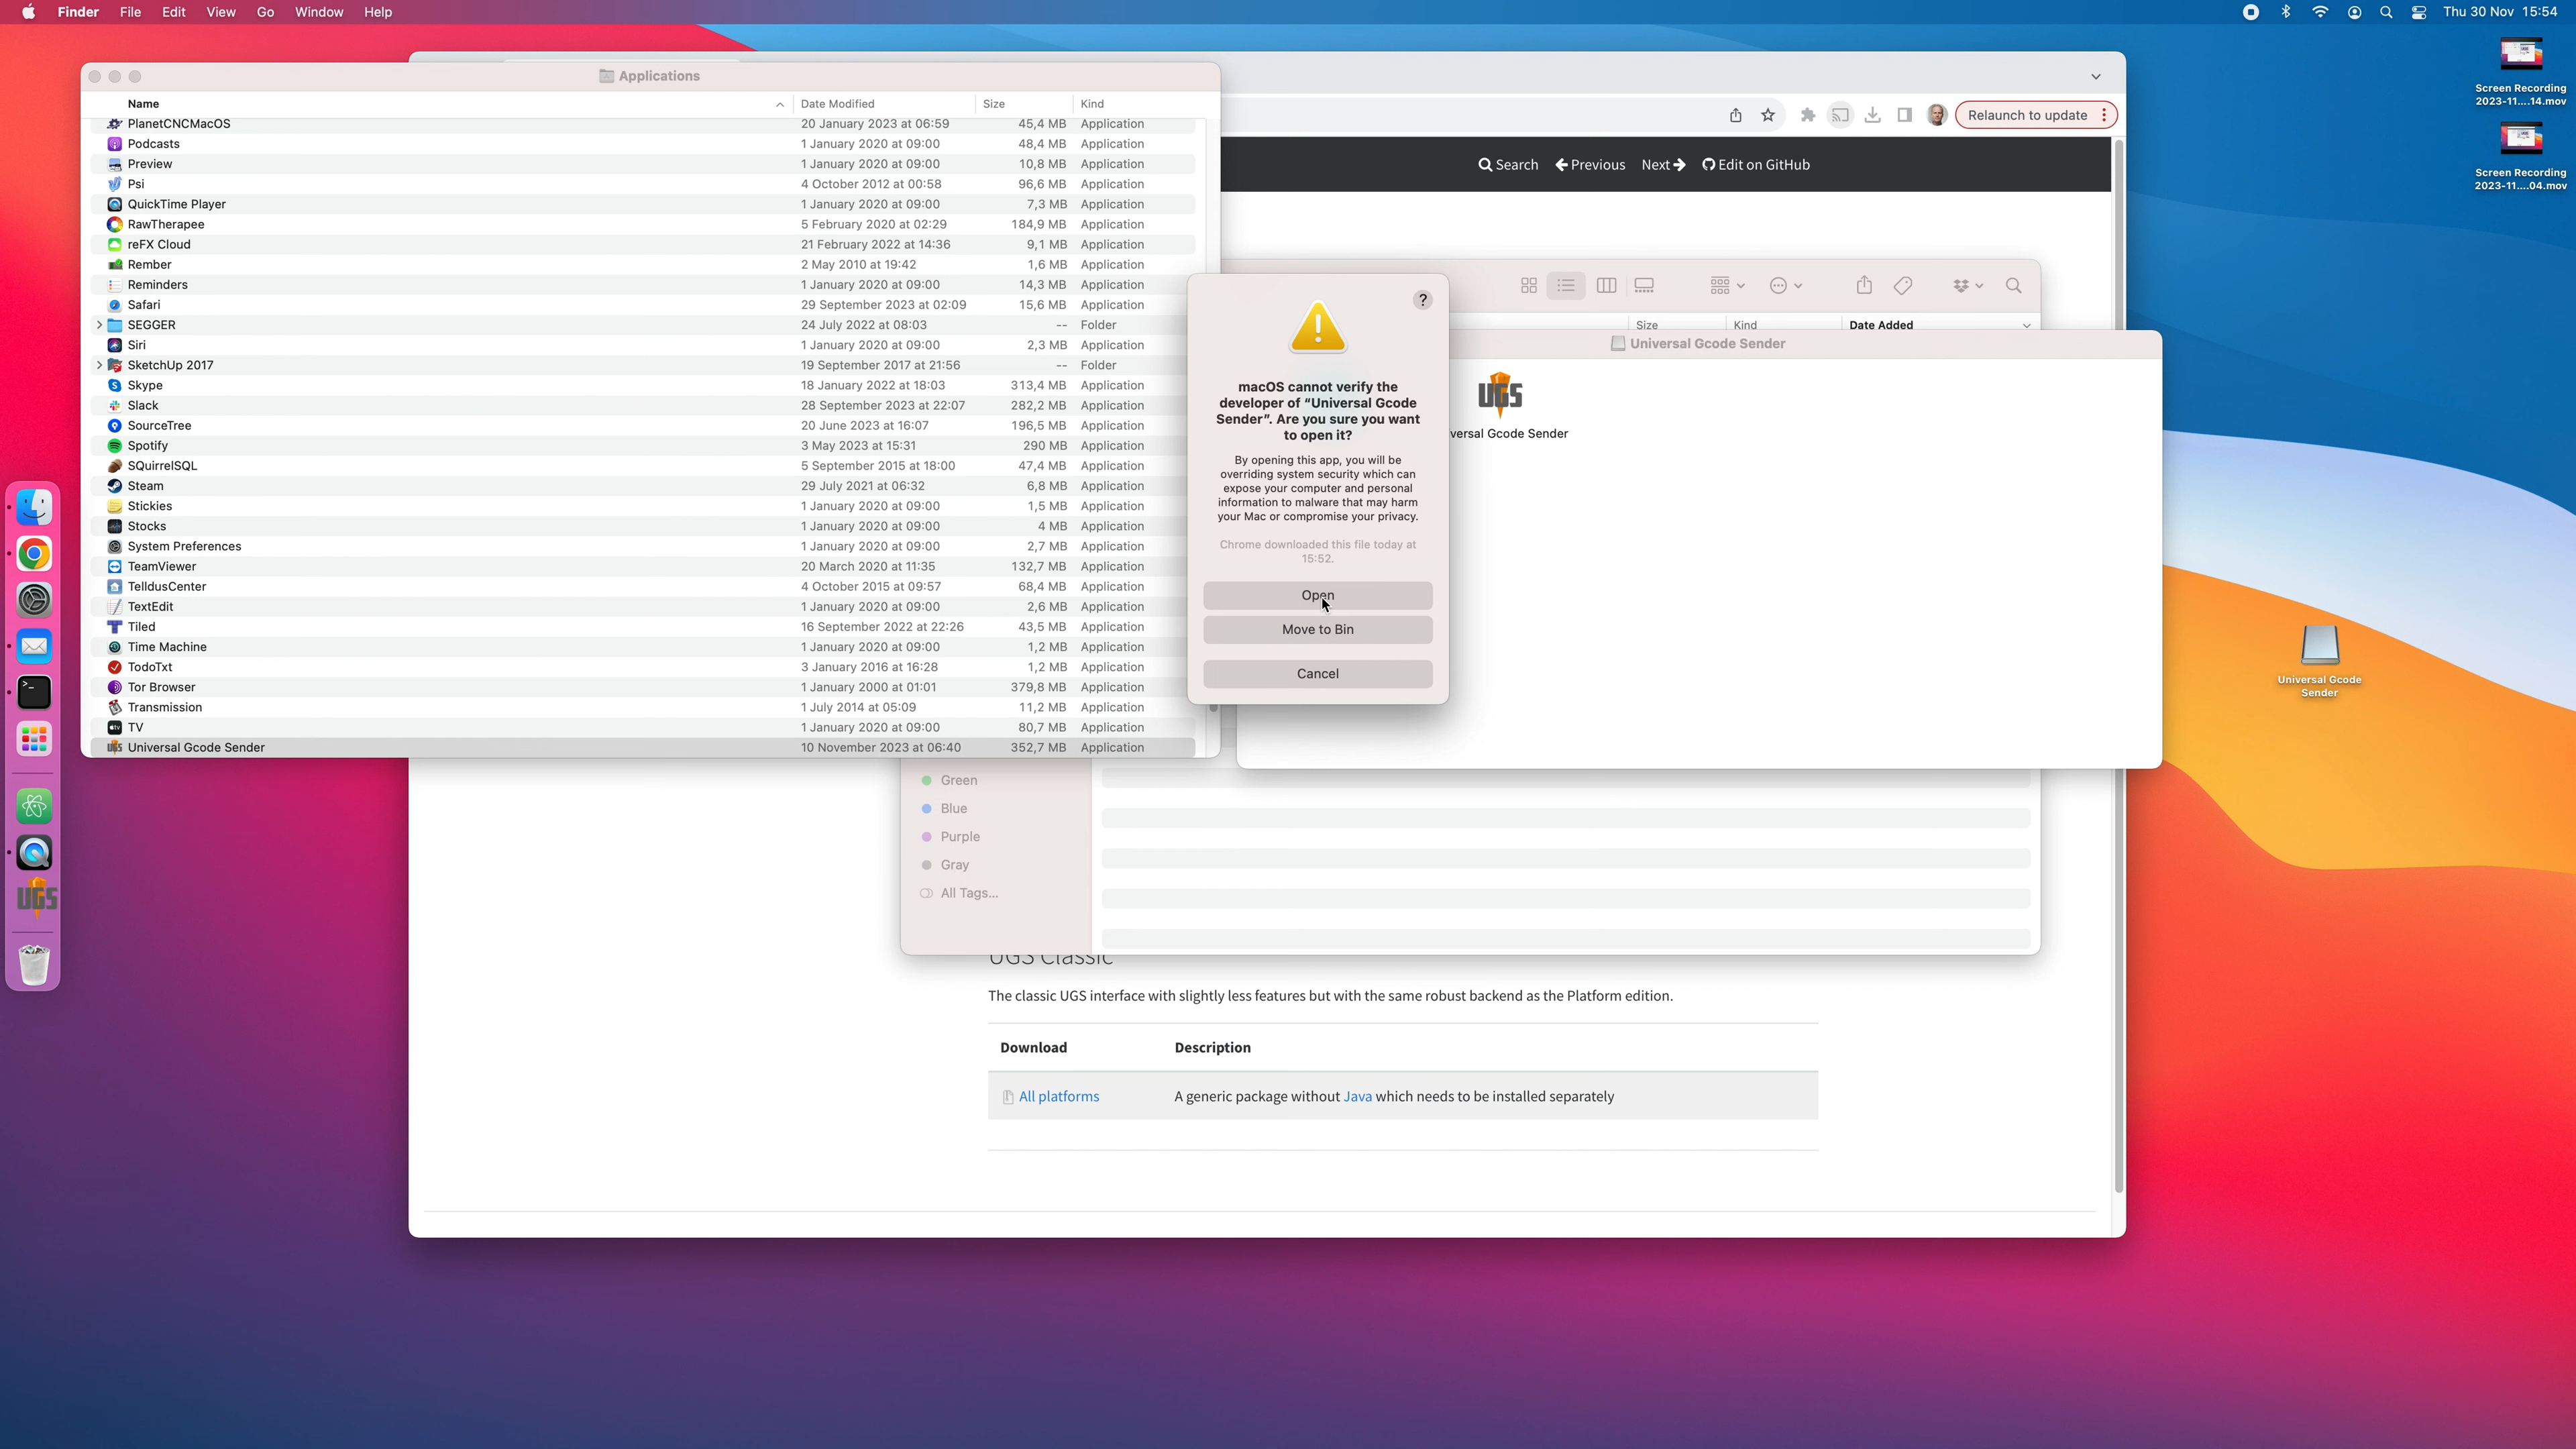 Finder File Edit View Go Window Help
Thu 30 Nov 15:54
Screen Recording
2023-11....14.mov
Screen Recording
2023-11....04.mov
Applications
Name Date Modified Size Kind
PlanetCNCMacOS 20 January 2023 at 06:59 45,4 MB Application
Podcasts 1 January 2020 at 09:00 48,4 MB Application
Preview 1 January 2020 at 09:00 10,8 MB Application
Psi 4 October 2012 at 00:58 96,6 MB Application
QuickTime Player 1 January 2020 at 09:00 7,3 MB Application
RawTherapee 5 February 2020 at 02:29 184,9 MB Application
reFX Cloud 21 February 2022 at 14:36 9,1 MB Application
Rember 2 May 2010 at 19:42 1,6 MB Application
Reminders 1 January 2020 at 09:00 14,3 MB Application
Safari 29 September 2023 at 02:09 15,6 MB Application
SEGGER 24 July 2022 at 08:03 -- Folder
Siri 1 January 2020 at 09:00 2,3 MB Application
SketchUp 2017 19 September 2017 at 21:56 -- Folder
Skype 18 January 2022 at 18:03 313,4 MB Application
Slack 28 September 2023 at 22:07 282,2 MB Application
SourceTree 20 June 2023 at 16:07 196,5 MB Application
Spotify 3 May 2023 at 15:31 290 MB Application
SQuirrelSQL 5 September 2015 at 18:00 47,4 MB Application
Steam 29 July 2021 at 06:32 6,8 MB Application
Stickies 1 January 2020 at 09:00 1,5 MB Application
Stocks 1 January 2020 at 09:00 4 MB Application
System Preferences 1 January 2020 at 09:00 2,7 MB Application
TeamViewer 20 March 2020 at 11:35 132,7 MB Application
TelldusCenter 4 October 2015 at 09:57 68,4 MB Application
TextEdit 1 January 2020 at 09:00 2,6 MB Application
Tiled 16 September 2022 at 22:26 43,5 MB Application
Time Machine 1 January 2020 at 09:00 1,2 MB Application
TodoTxt 3 January 2016 at 16:28 1,2 MB Application
Tor Browser 1 January 2000 at 01:01 379,8 MB Application
Transmission 1 July 2014 at 05:09 11,2 MB Application
TV 1 January 2020 at 09:00 80,7 MB Application
Universal Gcode Sender 10 November 2023 at 06:40 352,7 MB Application
Relaunch to update
Search Previous Next Edit on GitHub
Size Kind Date Added
Universal Gcode Sender
UGS
versal Gcode Sender
?
macOS cannot verify the
developer of “Universal Gcode
Sender”. Are you sure you want
to open it?
By opening this app, you will be
overriding system security which can
expose your computer and personal
information to malware that may harm
your Mac or compromise your privacy.
Chrome downloaded this file today at
15:52.
Open
Move to Bin
Cancel
Universal Gcode
Sender
Green
Blue
Purple
Gray
All Tags...
UGS
UGS Classic
The classic UGS interface with slightly less features but with the same robust backend as the Platform edition.
Download Description
All platforms A generic package without Java which needs to be installed separately